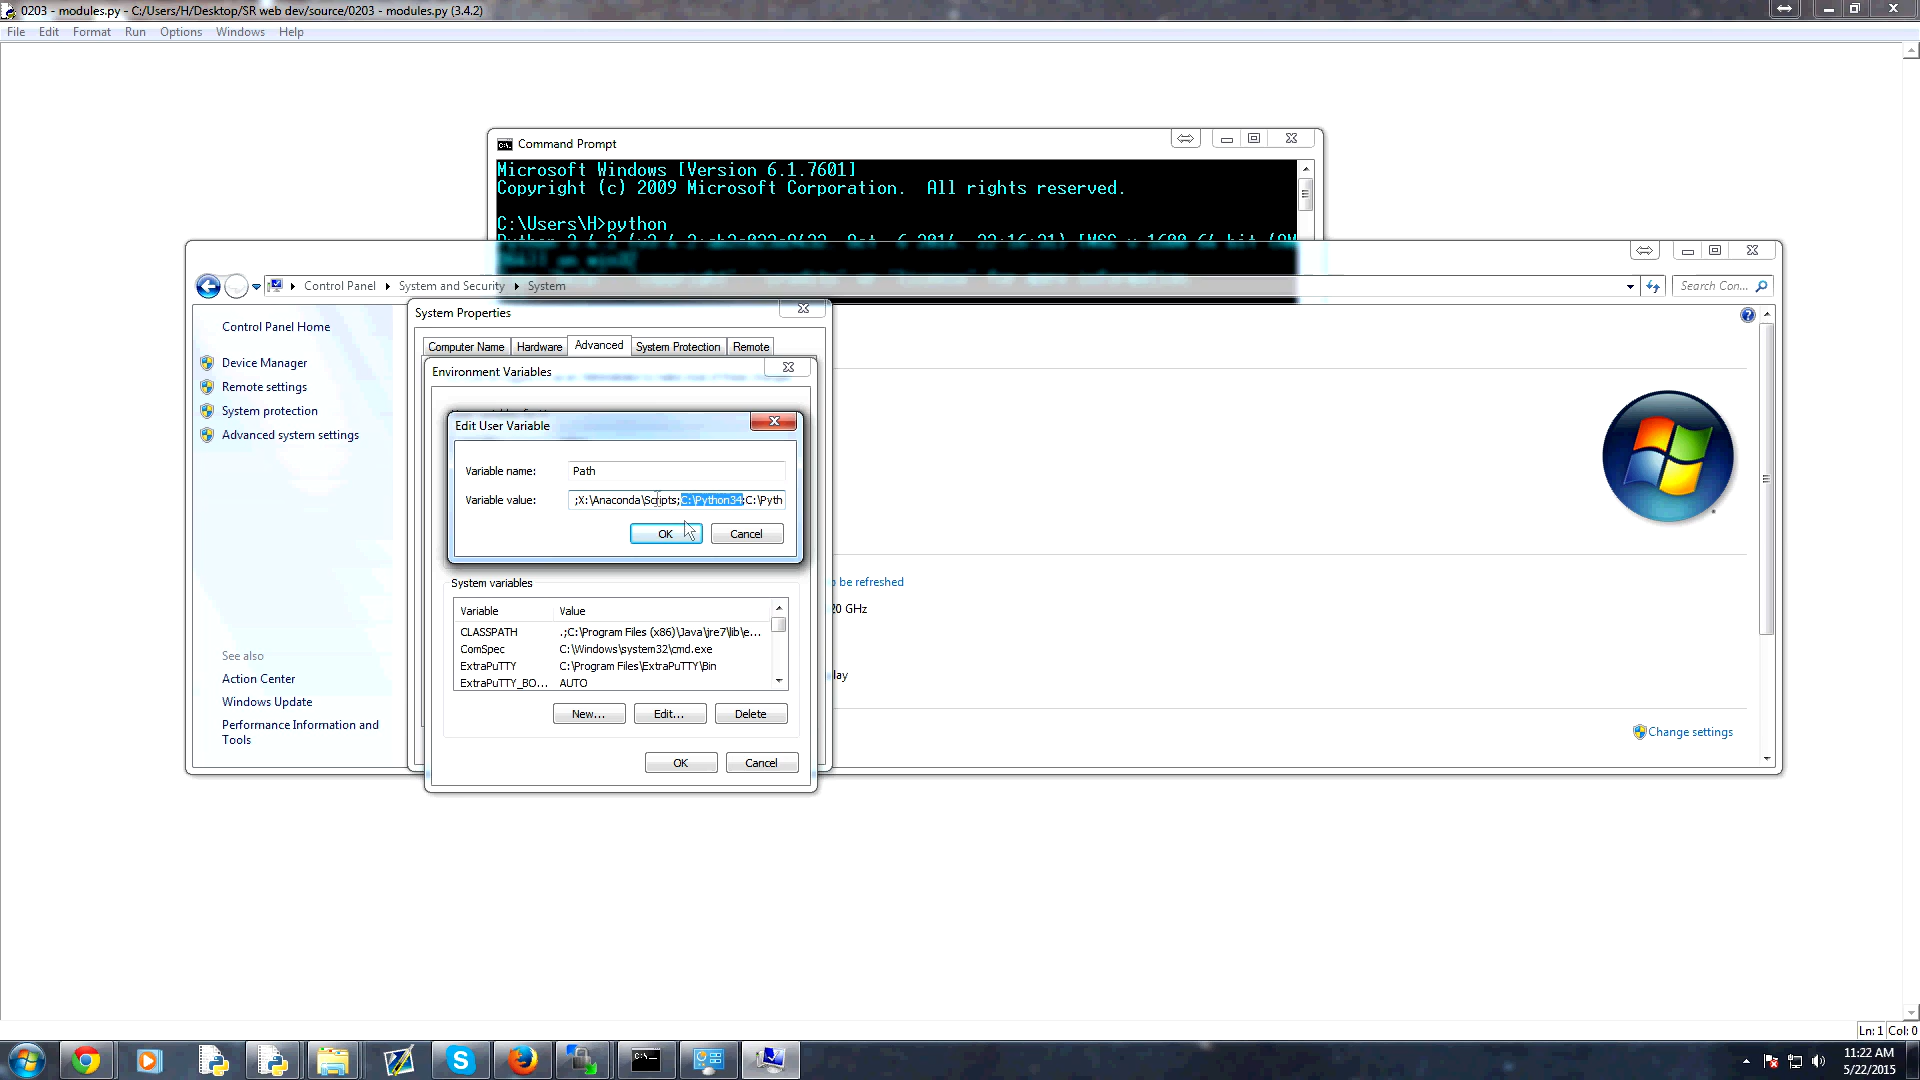 0203 - modules.py - C:/Users/H/Desktop/SR web dev/source/0203 - modules.py (3.4.2)
File Edit Format Run Options Windows Help
Command Prompt
Microsoft Windows [Version 6.1.7601]
Copyright (c) 2009 Microsoft Corporation. All rights reserved.
C:\Users\H>python
Control Panel System and Security System
Search Con...
System Properties
Control Panel Home
Computer Name Hardware Advanced System Protection Remote
Device Manager
Environment Variables
Remote settings
System protection
Edit User Variable
Advanced system settings
Variable name: Path
Variable value: ;X:\Anaconda\Scripts;C:\Python34;C:\Pyth
OK Cancel
System variables
be refreshed
Variable Value
20 GHz
CLASSPATH .;C:\Program Files (x86)\Java\jre7\lib\e...
ComSpec C:\Windows\system32\cmd.exe
See also
ExtraPuTTY C:\Program Files\ExtraPuTTY\Bin
Action Center
lay
ExtraPuTTY_BO... AUTO
Windows Update
New... Edit... Delete
Performance Information and
Tools
Change settings
OK Cancel
Ln: 1 Col: 0
11:22 AM
5/22/2015